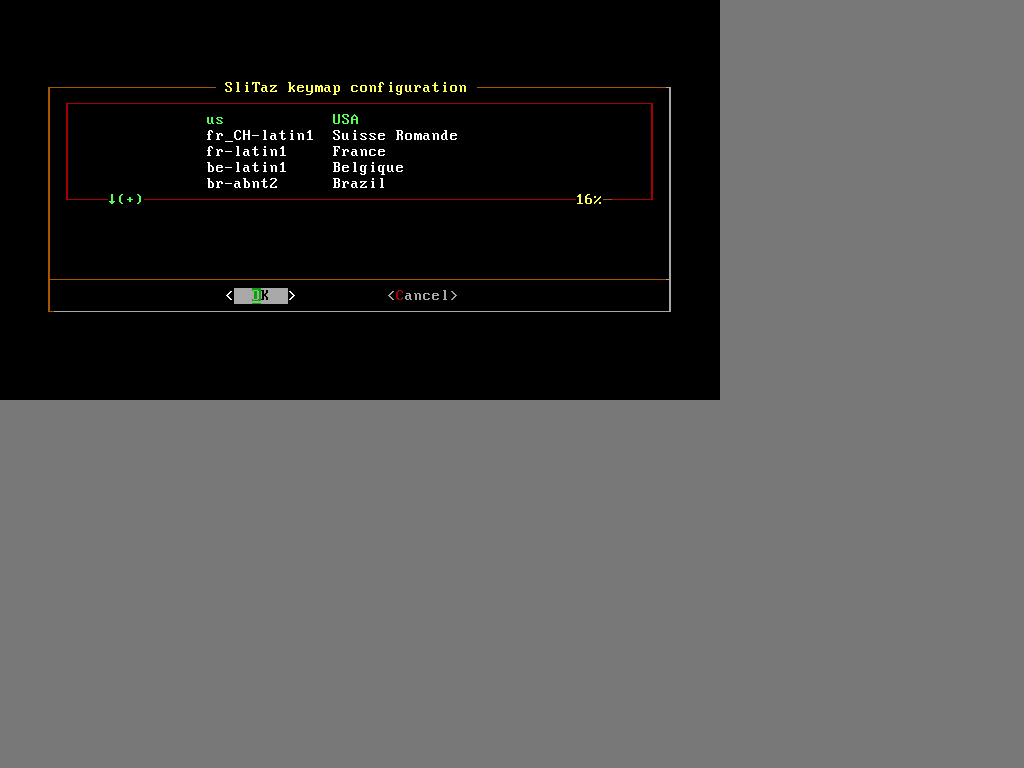 SliTaz keymap configuration
us USA
fr_CH-latin1 Suisse Romande
fr-latin1 France
be-latin1 Belgique
br-abnt2 Brazil
↓(+) 16%
< OK > <Cancel>